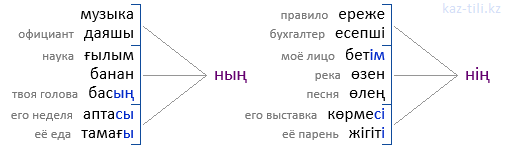 kaz-tili.kz
музыка
официант даяшы
наука ғылым
банан
твоя голова басың
его неделя аптасы
её еда тамағы
ның
правило ереже
бухгалтер есепші
моё лицо бетім
река өзен
песня өлең
его выставка көрмесі
её парень жігіті
нің